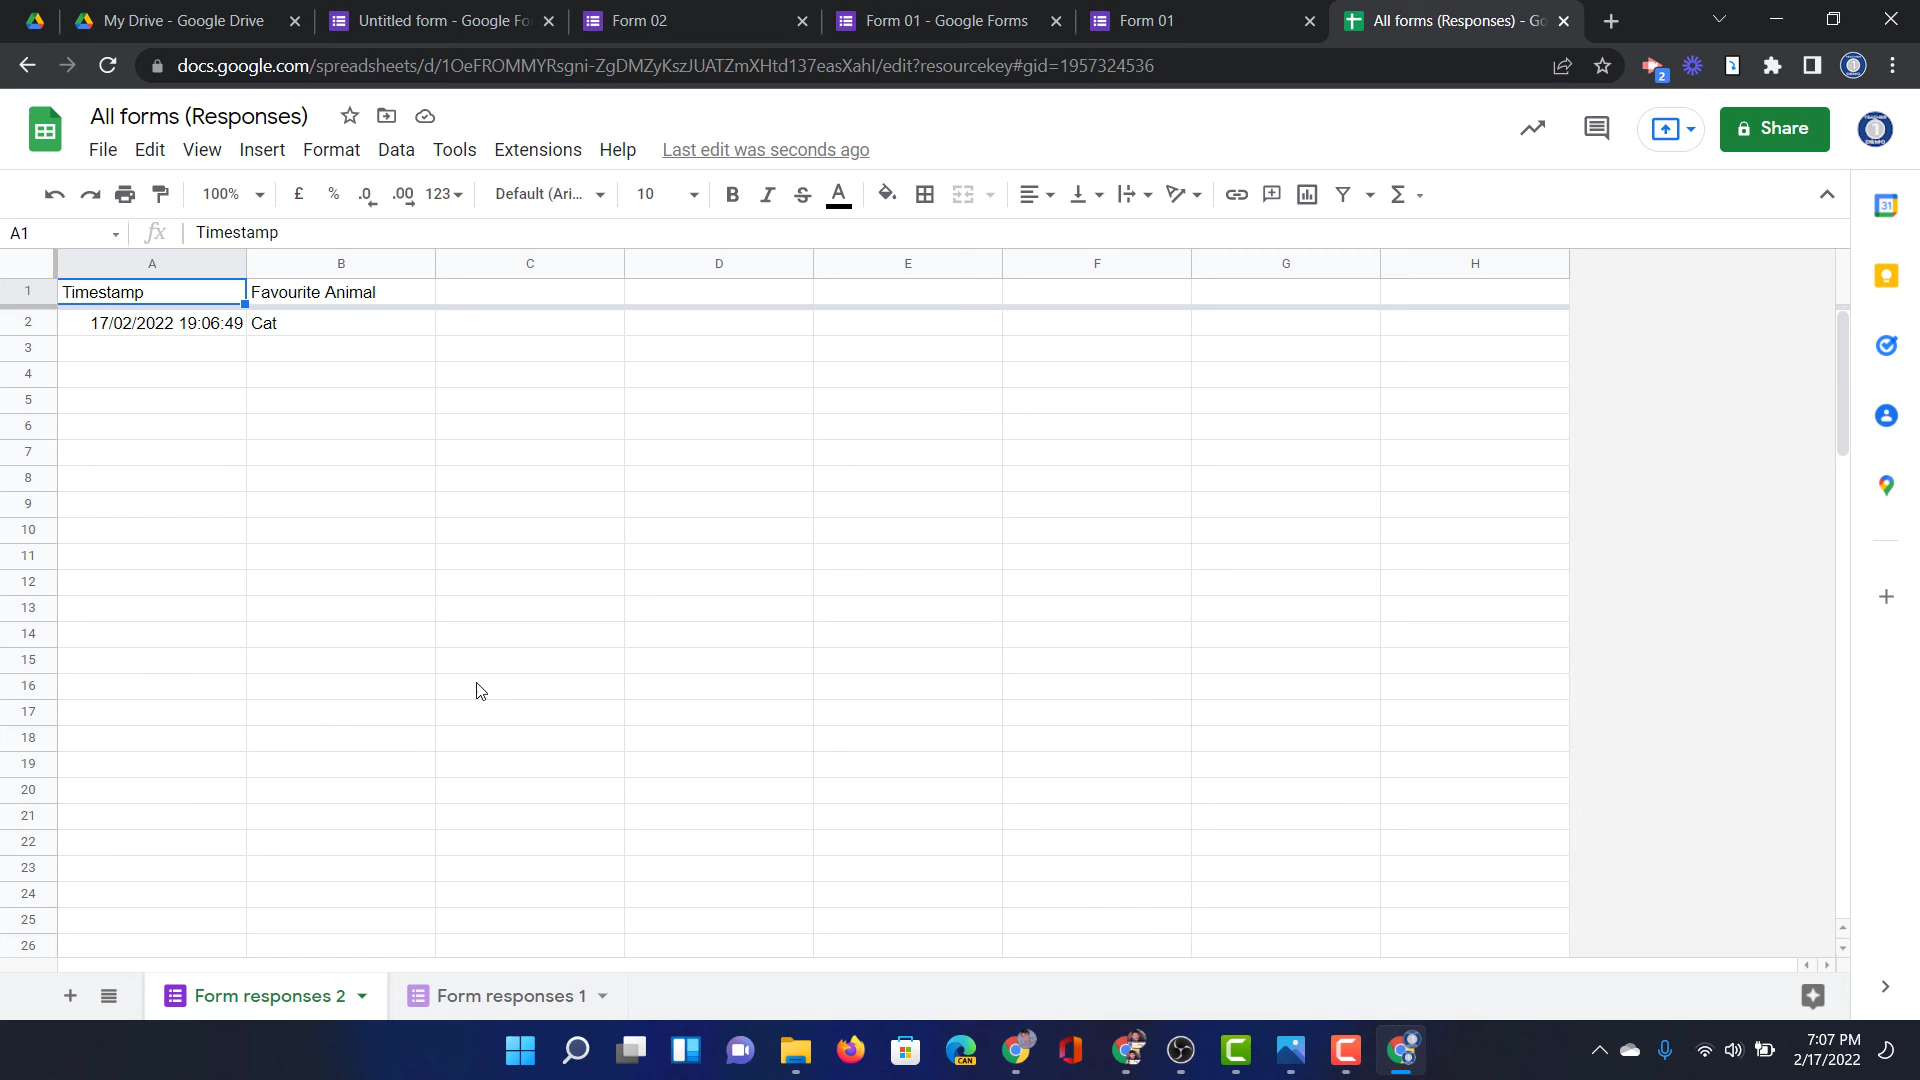 My Drive - Google Drive
Untitled form - Google Fo
Form 02
Form 01 - Google Forms
Form 01
All forms (Responses) - Go
docs.google.com/spreadsheets/d/1OeFROMMYRsgni-ZgDMZyKszJUATZmXHtd137easXahI/edit?resourcekey#gid=1957324536
2
All forms (Responses)
File Edit View Insert Format Data Tools Extensions Help Last edit was seconds ago
Share
100% £ % .0 .00 123 Default (Ari... 10 B I S A Σ
31
A1 fx Timestamp
A B C D E F G H
1 Timestamp Favourite Animal
2 17/02/2022 19:06:49 Cat
3
4
5
6
7
8
9
10
11
12
13
14
15
16
17
18
19
20
21
22
23
24
25
26
Form responses 2
Form responses 1
CAN
7:07 PM
2/17/2022